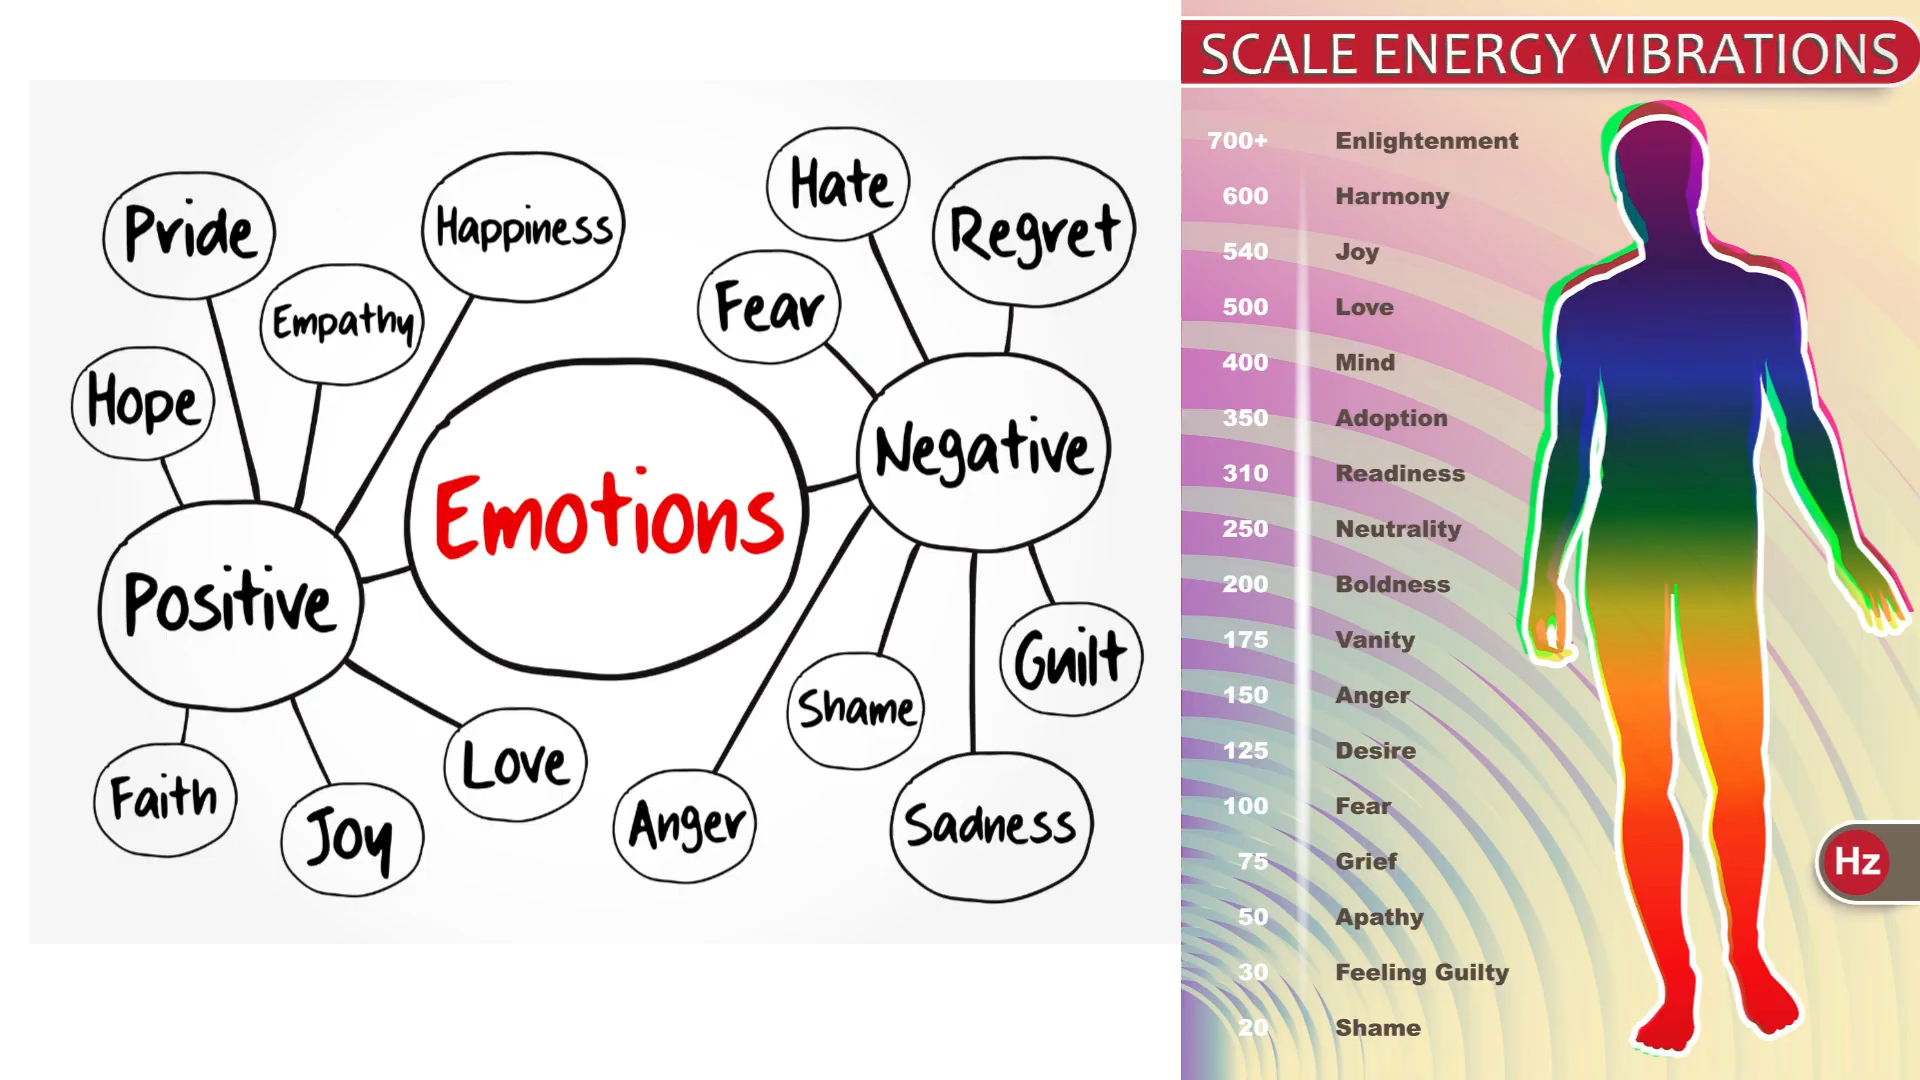 Pride
Happiness
Empathy
Hope
Positive
Faith
Joy
Love
Emotions
Hate
Regret
Fear
Negative
Guilt
Shame
Anger
Sadness
SCALE ENERGY VIBRATIONS
700+ Enlightenment
600 Harmony
540 Joy
500 Love
400 Mind
350 Adoption
310 Readiness
250 Neutrality
200 Boldness
175 Vanity
150 Anger
125 Desire
100 Fear
75 Grief
50 Apathy
30 Feeling Guilty
20 Shame
Hz